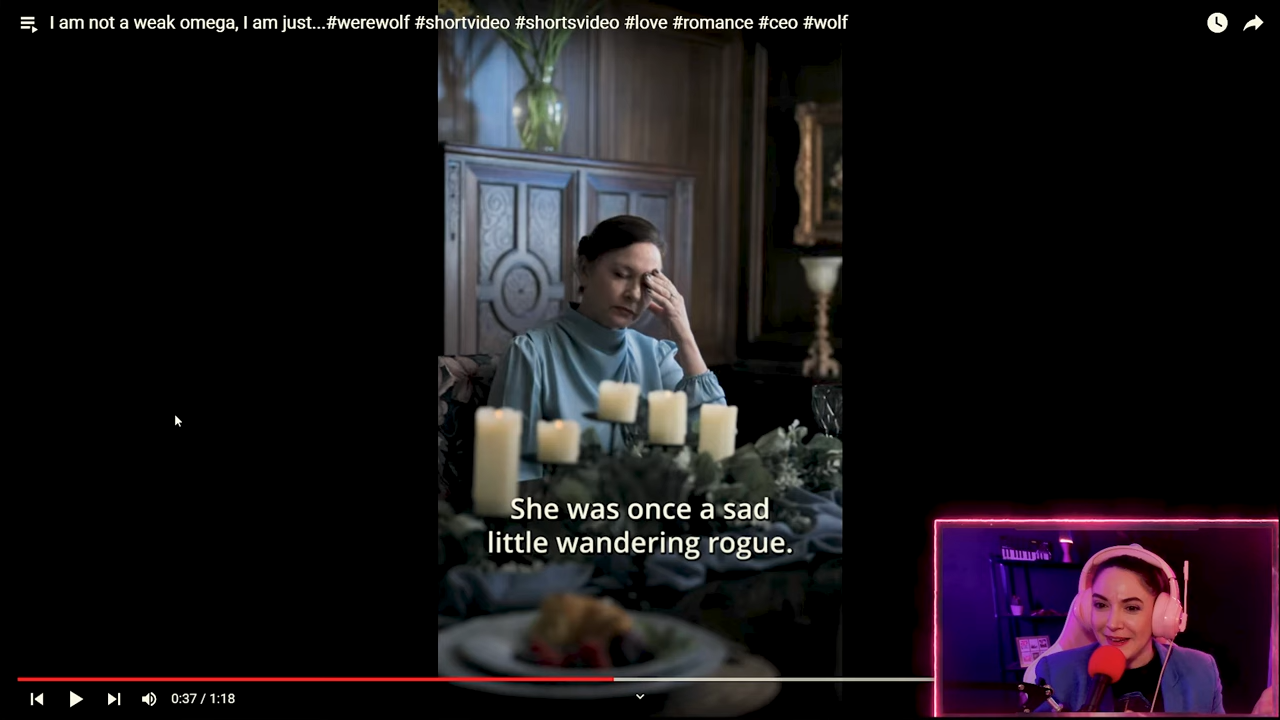 I am not a weak omega, I am just...#werewolf #shortvideo #shortsvideo #love #romance #ceo #wolf
She was once a sad
little wandering rogue.
0:37 / 1:18